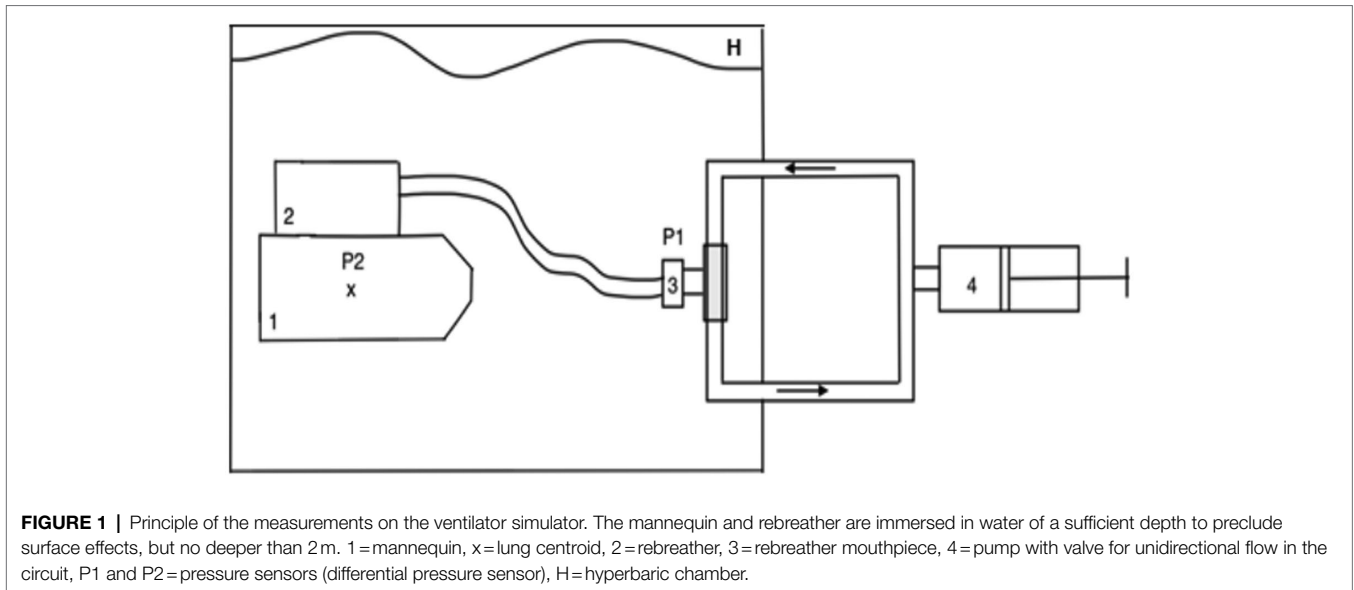 H
2
P1
P2
3
4
x
1
FIGURE 1 | Principle of the measurements on the ventilator simulator. The mannequin and rebreather are immersed in water of a sufficient depth to preclude
surface effects, but no deeper than 2 m. 1 = mannequin, x = lung centroid, 2 = rebreather, 3 = rebreather mouthpiece, 4 = pump with valve for unidirectional flow in the
circuit, P1 and P2 = pressure sensors (differential pressure sensor), H = hyperbaric chamber.